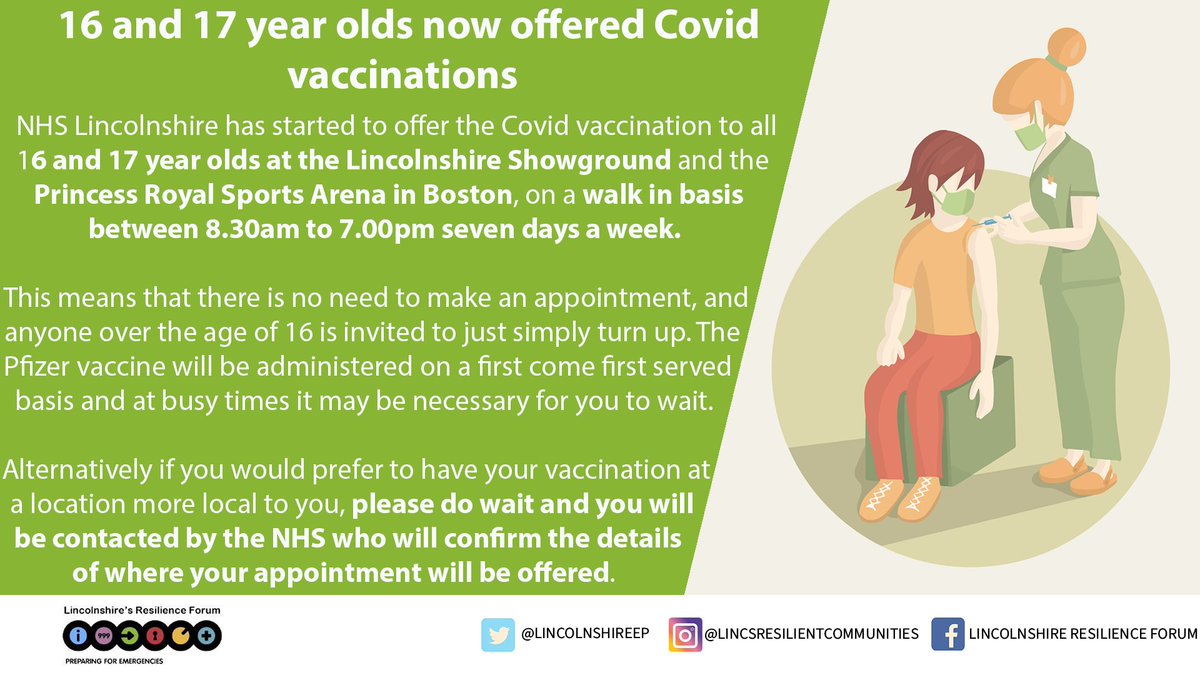 16 and 17 year olds now offered Covid
vaccinations
NHS Lincolnshire has started to offer the Covid vaccination to all
16 and 17 year olds at the Lincolnshire Showground and the
Princess Royal Sports Arena in Boston, on a walk in basis
between 8.30am to 7.00pm seven days a week.
This means that there is no need to make an appointment, and
anyone over the age of 16 is invited to just simply turn up. The
Pfizer vaccine will be administered on a first come first served
basis and at busy times it may be necessary for you to wait.
Alternatively if you would prefer to have your vaccination at
a location more local to you, please do wait and you will
be contacted by the NHS who will confirm the details
of where your appointment will be offered.
Lincolnshire's Resilience Forum
i 999
PREPARING FOR EMERGENCIES
@LINCOLNSHIREEP
@LINCSRESILIENTCOMMUNITIES
LINCOLNSHIRE RESILIENCE FORUM